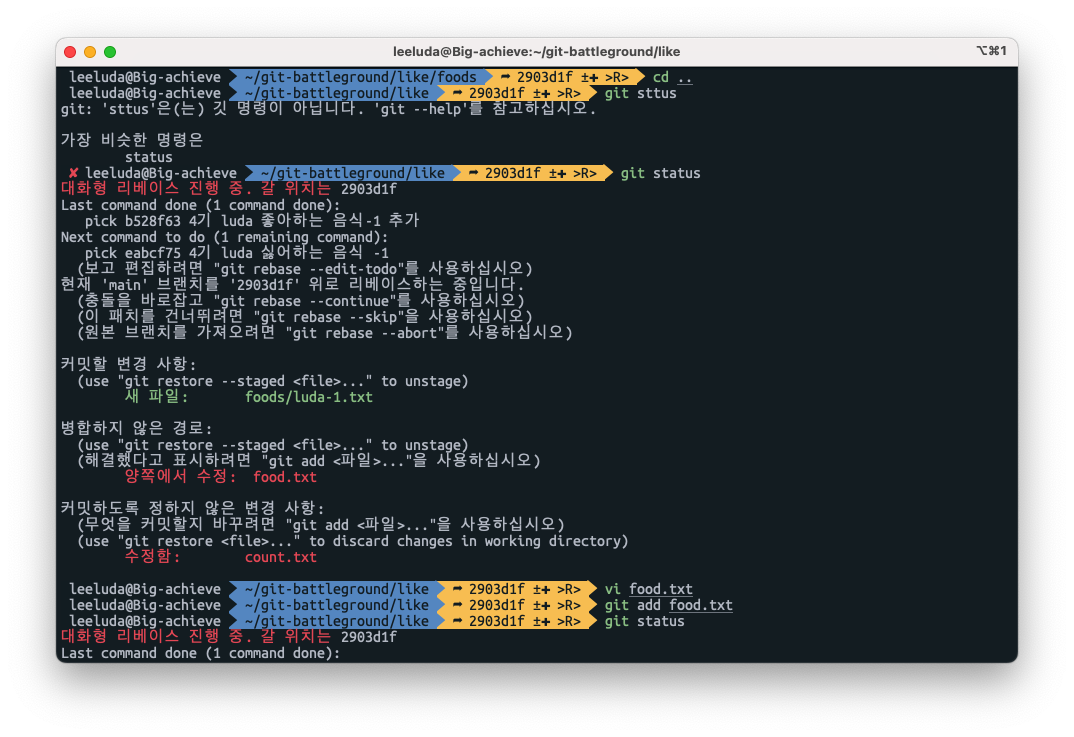 leeluda@Big-achieve:~/git-battleground/like ⌥⌘1
leeluda@Big-achieve ~/git-battleground/like/foods ➦ 2903d1f ±✚ >R> cd ..
leeluda@Big-achieve ~/git-battleground/like ➦ 2903d1f ±✚ >R> git sttus
git: 'sttus'은(는) 깃 명령이 아닙니다. 'git --help'를 참고하십시오.
가장 비슷한 명령은
status
✘ leeluda@Big-achieve ~/git-battleground/like ➦ 2903d1f ±✚ >R> git status
대화형 리베이스 진행 중. 갈 위치는 2903d1f
Last command done (1 command done):
pick b528f63 4기 luda 좋아하는 음식-1 추가
Next command to do (1 remaining command):
pick eabcf75 4기 luda 싫어하는 음식 -1
(보고 편집하려면 "git rebase --edit-todo"를 사용하십시오)
현재 'main' 브랜치를 '2903d1f' 위로 리베이스하는 중입니다.
(충돌을 바로잡고 "git rebase --continue"를 사용하십시오)
(이 패치를 건너뛰려면 "git rebase --skip"을 사용하십시오)
(원본 브랜치를 가져오려면 "git rebase --abort"를 사용하십시오)
커밋할 변경 사항:
(use "git restore --staged <file>..." to unstage)
새 파일: foods/luda-1.txt
병합하지 않은 경로:
(use "git restore --staged <file>..." to unstage)
(해결했다고 표시하려면 "git add <파일>..."을 사용하십시오)
양쪽에서 수정: food.txt
커밋하도록 정하지 않은 변경 사항:
(무엇을 커밋할지 바꾸려면 "git add <파일>..."을 사용하십시오)
(use "git restore <file>..." to discard changes in working directory)
수정함: count.txt
leeluda@Big-achieve ~/git-battleground/like ➦ 2903d1f ±✚ >R> vi food.txt
leeluda@Big-achieve ~/git-battleground/like ➦ 2903d1f ±✚ >R> git add food.txt
leeluda@Big-achieve ~/git-battleground/like ➦ 2903d1f ±✚ >R> git status
대화형 리베이스 진행 중. 갈 위치는 2903d1f
Last command done (1 command done):